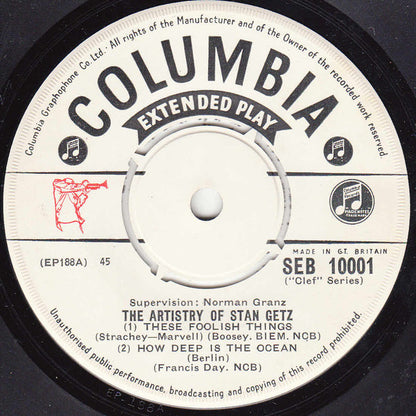 Columbia Graphophone Co. Ltd. · All rights of the Manufacturer and of the Owner of the recorded work reserved.
COLUMBIA
EXTENDED PLAY
(EP188A) 45
MADE IN GT. BRITAIN
SEB 10001
("Clef" Series)
Supervision: Norman Granz
THE ARTISTRY OF STAN GETZ
(1) THESE FOOLISH THINGS
(Strachey—Marvell) (Boosey. BIEM. NCB)
(2) HOW DEEP IS THE OCEAN
(Berlin)
(Francis Day. NCB)
Unauthorised public performance, broadcasting and copying of this record prohibited.